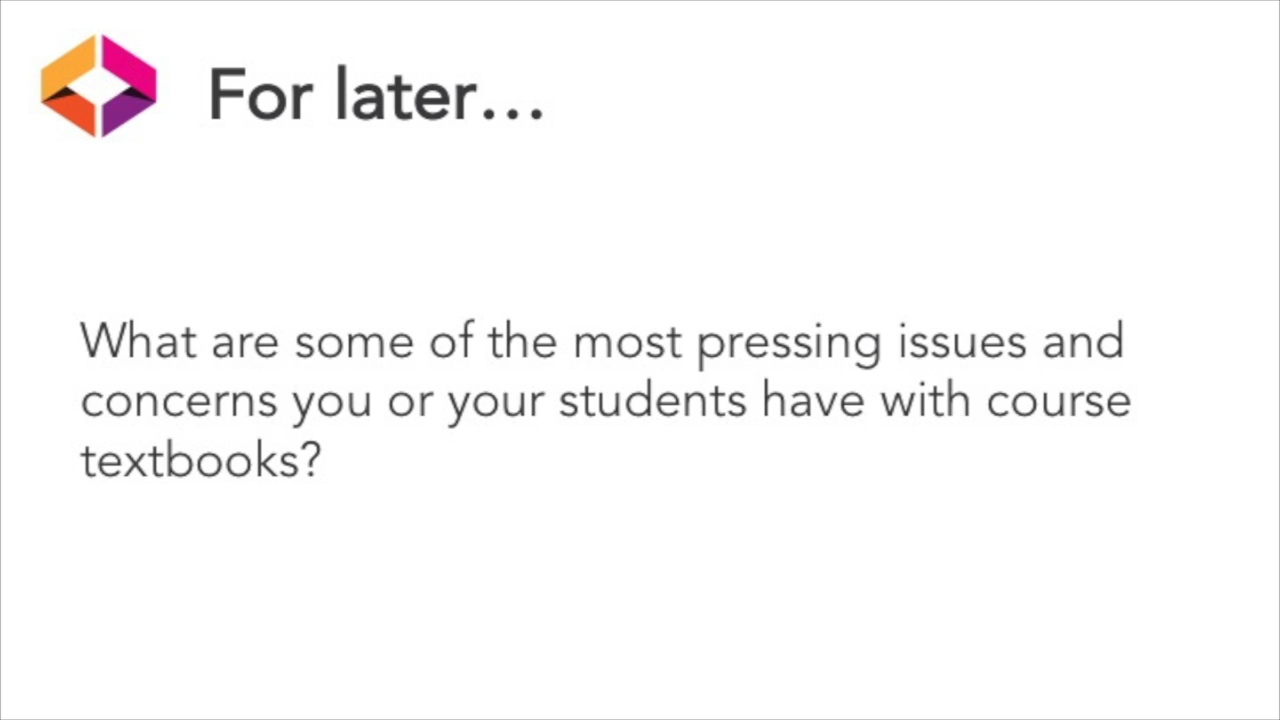 For later...
What are some of the most pressing issues and
concerns you or your students have with course
textbooks?